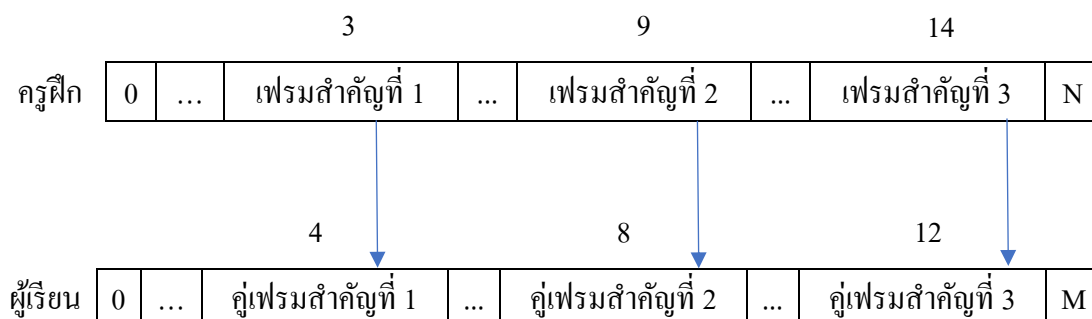 3 9 14
ครูฝึก 0 ... เฟรมสำคัญที่ 1 ... เฟรมสำคัญที่ 2 ... เฟรมสำคัญที่ 3 N
4 8 12
ผู้เรียน 0 ... คู่เฟรมสำคัญที่ 1 ... คู่เฟรมสำคัญที่ 2 ... คู่เฟรมสำคัญที่ 3 M